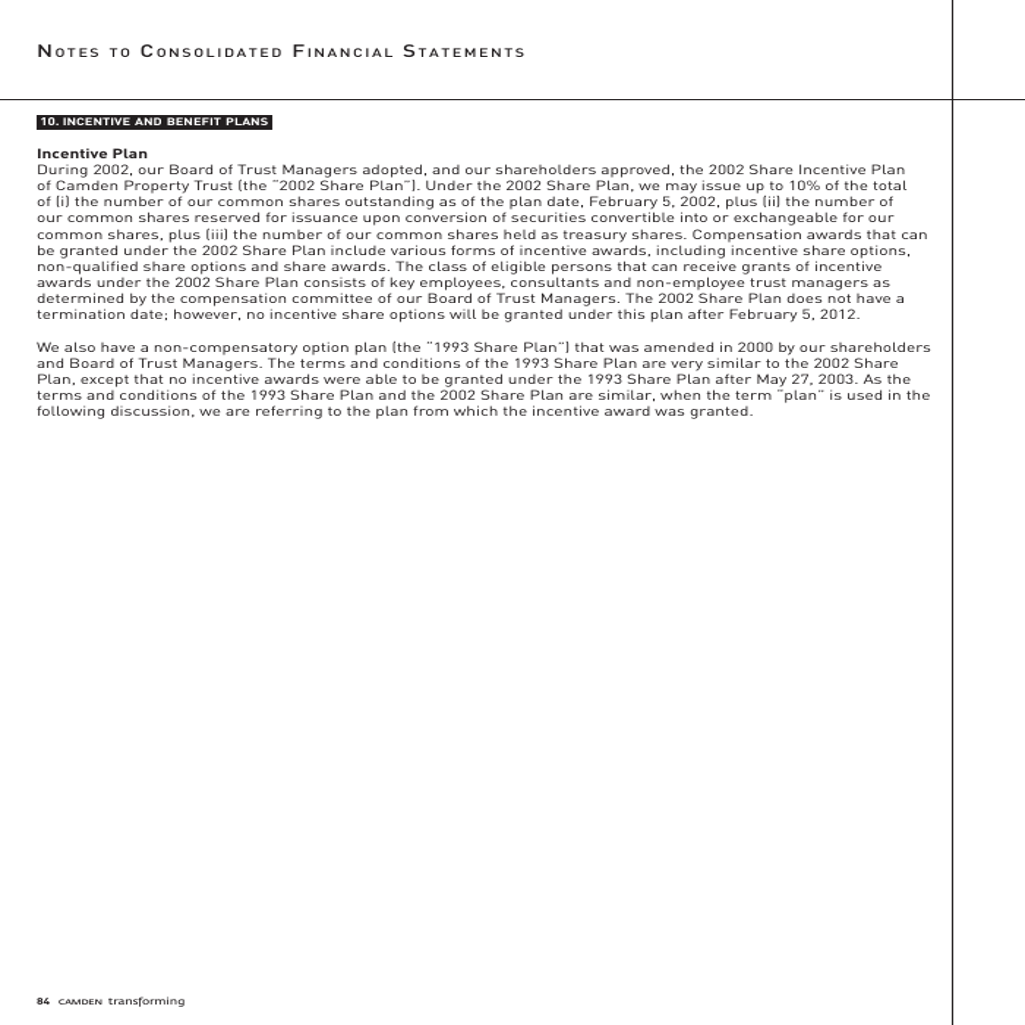 NOTES TO CONSOLIDATED FINANCIAL STATEMENTS
10. INCENTIVE AND BENEFIT PLANS
Incentive Plan
During 2002, our Board of Trust Managers adopted, and our shareholders approved, the 2002 Share Incentive Plan
of Camden Property Trust (the "2002 Share Plan"). Under the 2002 Share Plan, we may issue up to 10% of the total
of (i) the number of our common shares outstanding as of the plan date, February 5, 2002, plus (ii) the number of
our common shares reserved for issuance upon conversion of securities convertible into or exchangeable for our
common shares, plus (iii) the number of our common shares held as treasury shares. Compensation awards that can
be granted under the 2002 Share Plan include various forms of incentive awards, including incentive share options,
non-qualified share options and share awards. The class of eligible persons that can receive grants of incentive
awards under the 2002 Share Plan consists of key employees, consultants and non-employee trust managers as
determined by the compensation committee of our Board of Trust Managers. The 2002 Share Plan does not have a
termination date; however, no incentive share options will be granted under this plan after February 5, 2012.
We also have a non-compensatory option plan (the "1993 Share Plan") that was amended in 2000 by our shareholders
and Board of Trust Managers. The terms and conditions of the 1993 Share Plan are very similar to the 2002 Share
Plan, except that no incentive awards were able to be granted under the 1993 Share Plan after May 27, 2003. As the
terms and conditions of the 1993 Share Plan and the 2002 Share Plan are similar, when the term "plan" is used in the
following discussion, we are referring to the plan from which the incentive award was granted.
84 CAMDEN transforming